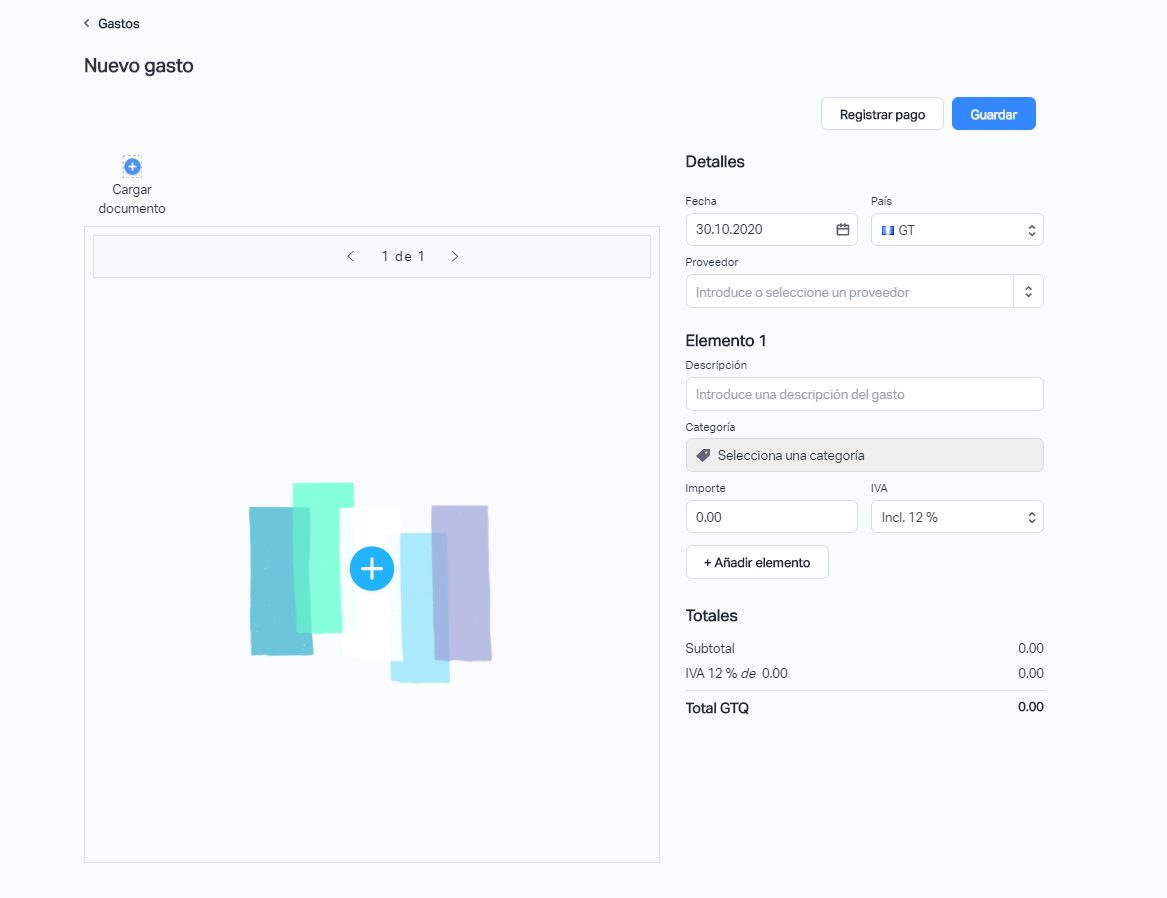 Gastos
Nuevo gasto
Registrar pago
Guardar
Cargar
documento
1 de 1
Detalles
Fecha
País
30.10.2020
GT
Proveedor
Introduce o seleccione un proveedor
Elemento 1
Descripción
Introduce una descripción del gasto
Categoría
Selecciona una categoría
Importe
IVA
0.00
Incl. 12 %
+ Añadir elemento
Totales
Subtotal 0.00
IVA 12 % de 0.00 0.00
Total GTQ 0.00